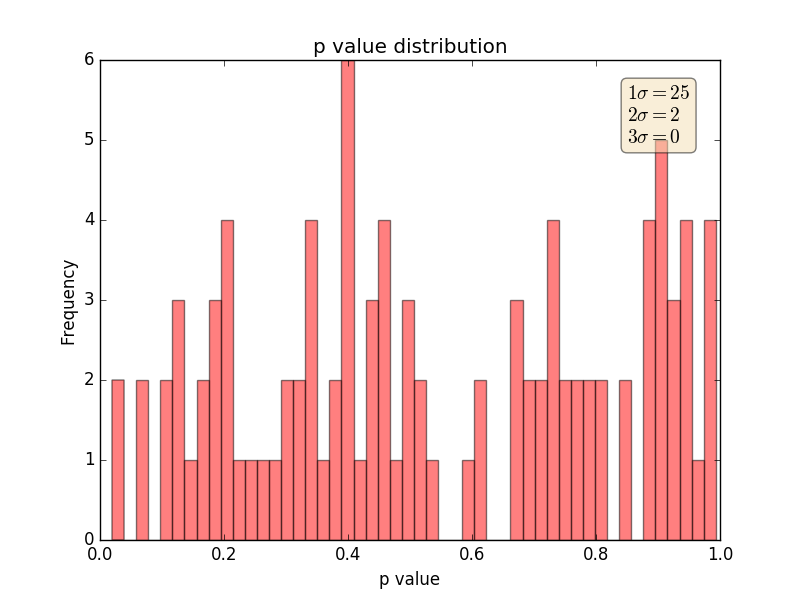 p value distribution
1σ = 25
2σ = 2
3σ = 0
6
5
4
3
2
1
0
Frequency
0.0 0.2 0.4 0.6 0.8 1.0
p value